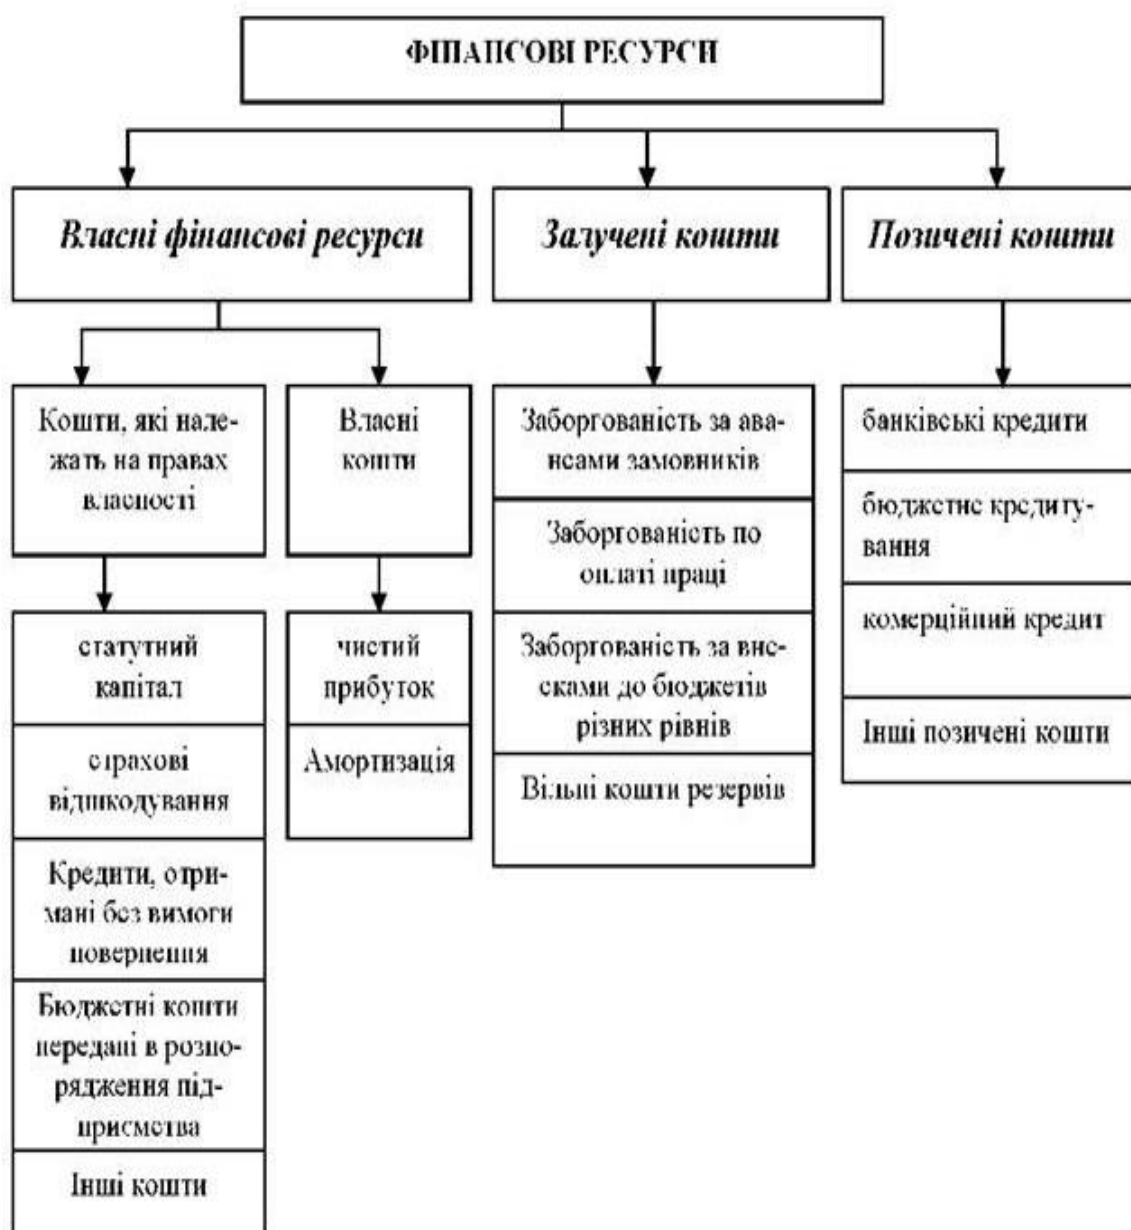 ФІНАНСОВІ РЕСУРСИ
Власні фінансові ресурси
Залучені кошти
Позичені кошти
Кошти, які нале-
жать на правах
власності
Власні
кошти
статутний
капітал
страхові
відшкодування
Кредити, отри-
мані без вимоги
повернення
Бюджетні кошти
передані в розпо-
рядження під-
приємства
Інші кошти
чистий
прибуток
Амортизація
Заборгованість за ава-
нсами замовників
Заборгованість по
оплаті праці
Заборгованість за вне-
сками до бюджетів
різних рівнів
Вільні кошти резервів
банківські кредити
бюджетне кредиту-
вання
комерційний кредит
Інші позичені кошти